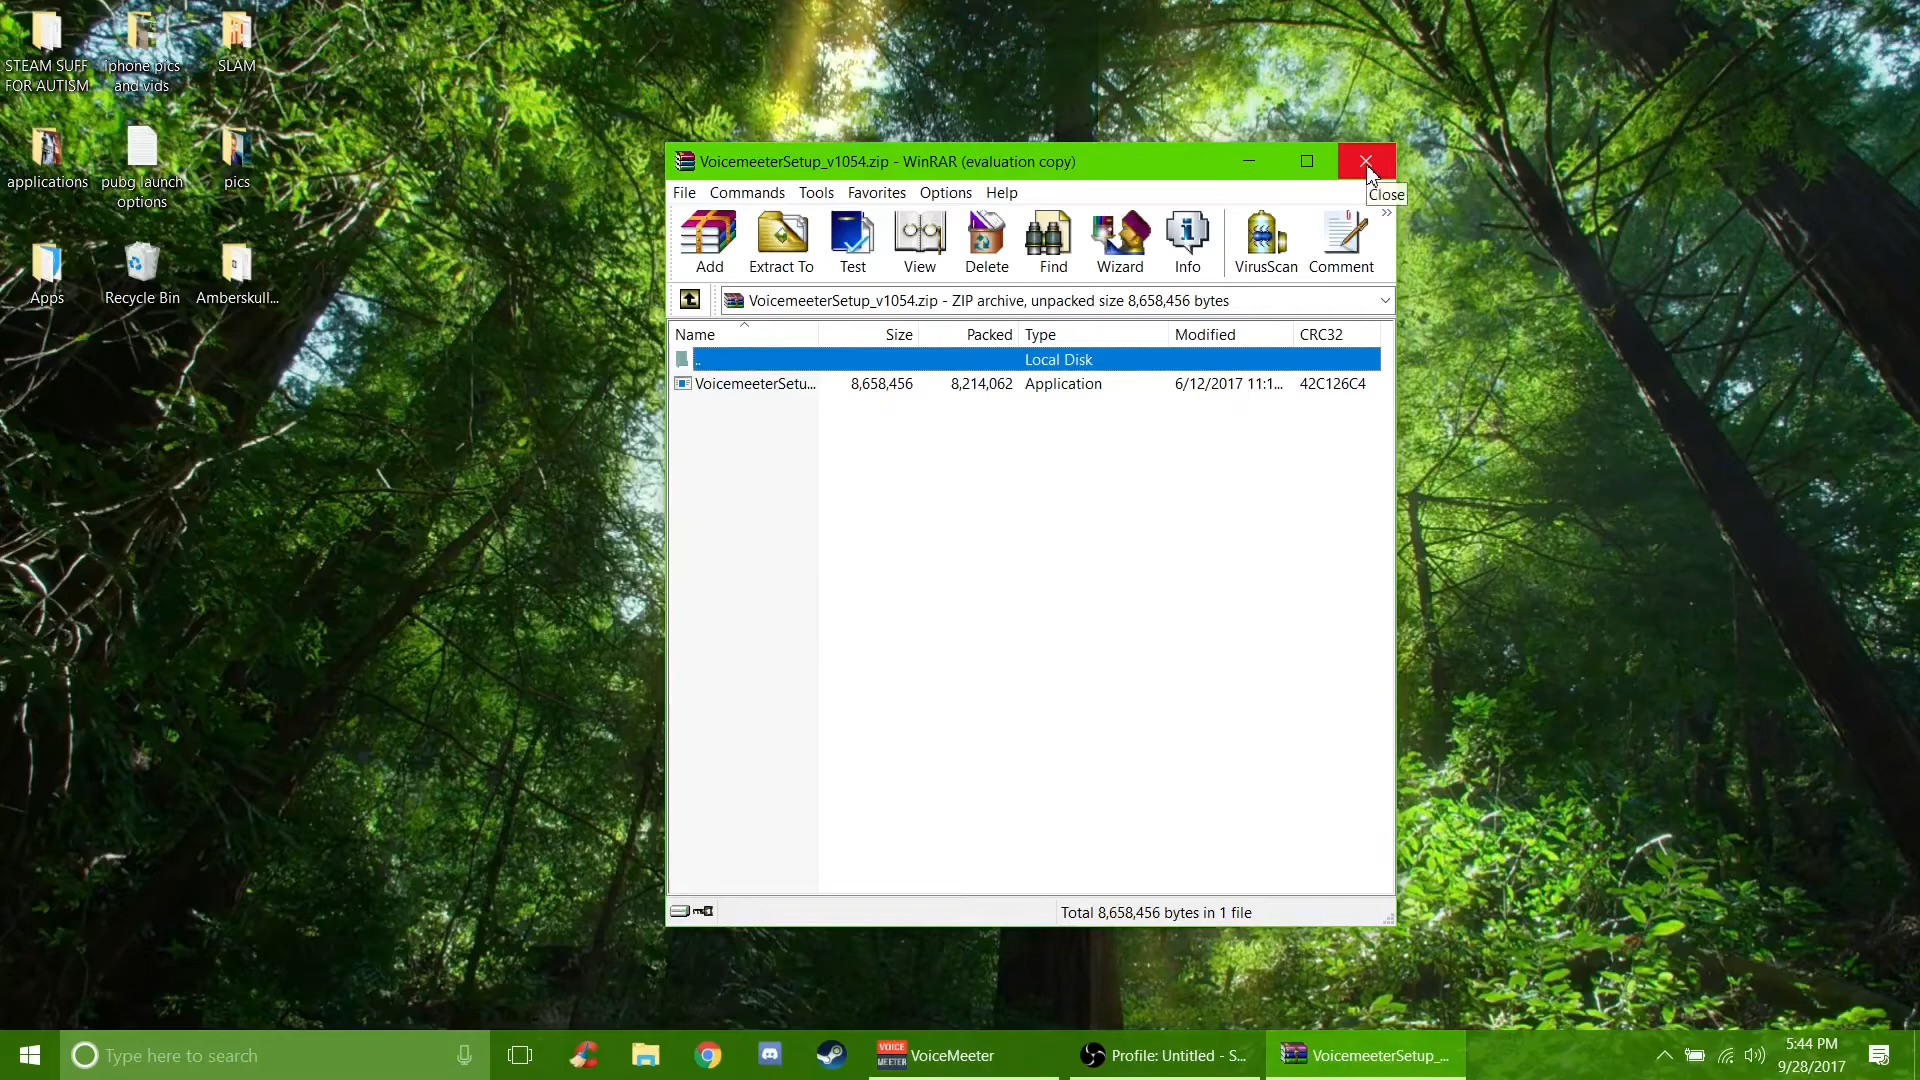 STEAM SUFF
FOR AUTISM
iphone pics
and vids
SLAM
applications
pubg launch
options
pics
Apps
Recycle Bin
Amberskull...
VoicemeeterSetup_v1054.zip - WinRAR (evaluation copy)
Close
File Commands Tools Favorites Options Help
Add Extract To Test View Delete Find Wizard Info VirusScan Comment
VoicemeeterSetup_v1054.zip - ZIP archive, unpacked size 8,658,456 bytes
Name Size Packed Type Modified CRC32
.. Local Disk
VoicemeeterSetu... 8,658,456 8,214,062 Application 6/12/2017 11:1... 42C126C4
Total 8,658,456 bytes in 1 file
Type here to search
VOICE
MEETER
VoiceMeeter
Profile: Untitled - S...
VoicemeeterSetup_...
5:44 PM
9/28/2017